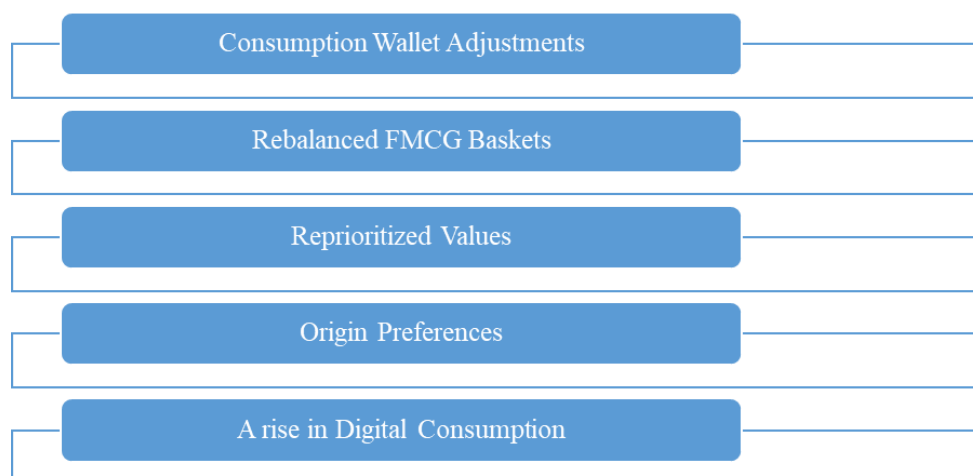 Consumption Wallet Adjustments
Rebalanced FMCG Baskets
Reprioritized Values
Origin Preferences
A rise in Digital Consumption